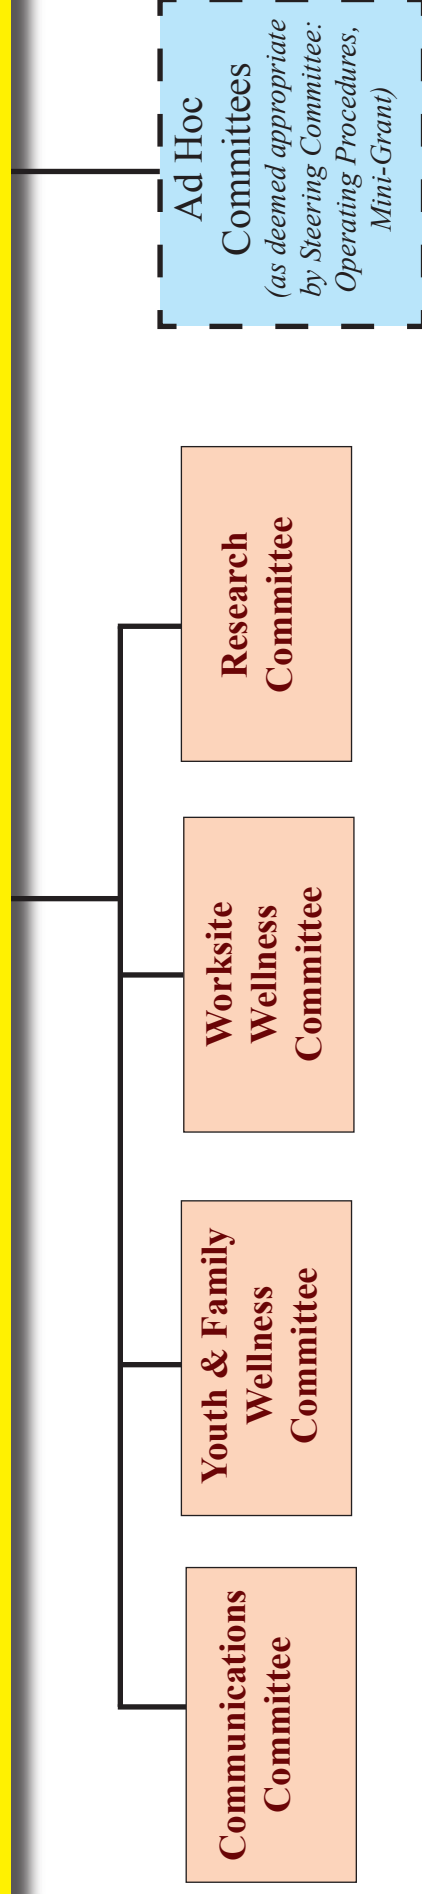 Communications
Committee
Youth & Family
Wellness
Committee
Worksite
Wellness
Committee
Research
Committee
Ad Hoc
Committees
(as deemed appropriate
by Steering Committee:
Operating Procedures,
Mini-Grant)